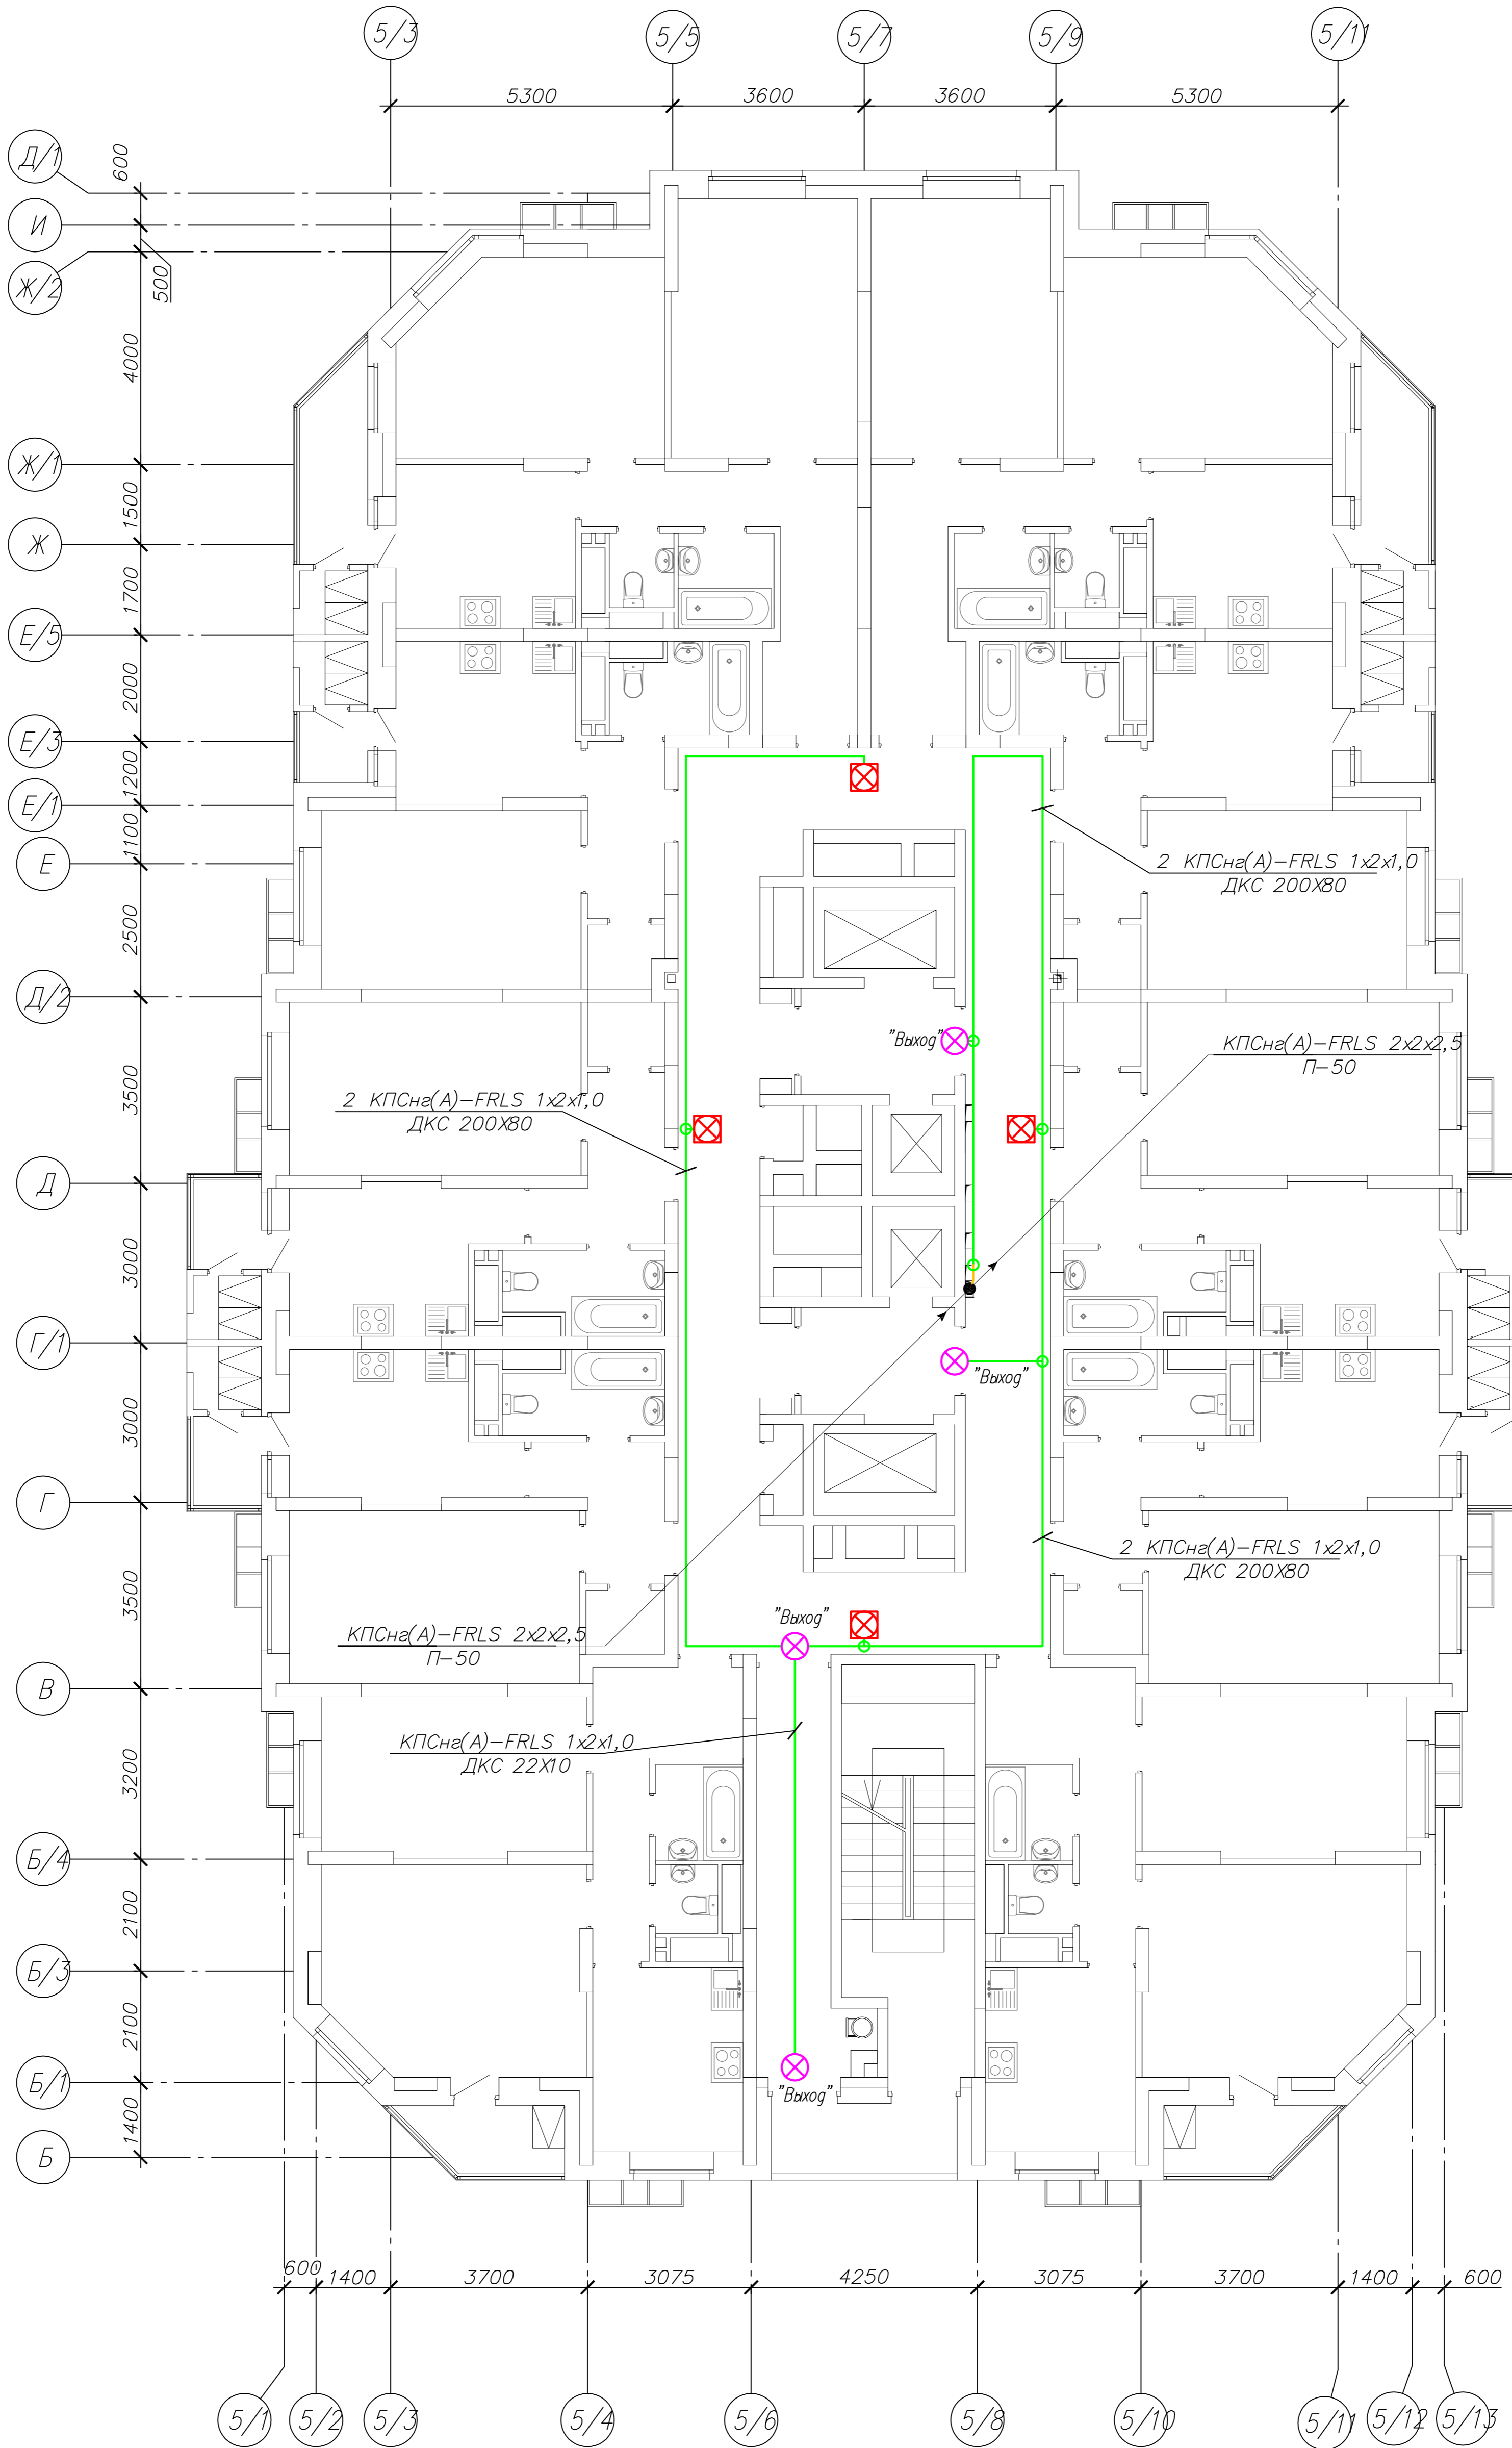 5/3
5/5
5/7
5/9
5/11
5300
3600
3600
5300
Д/1
600
И
500
Ж/2
4000
Ж/1
1500
Ж
1700
Е/5
2000
Е/3
1200
Е/1
1100
Е
2 КПСнг(А)-FRLS 1х2х1,0
ДКС 200Х80
2500
Д/2
"Выход"
КПСнг(А)-FRLS 2х2х2,5
П-50
3500
2 КПСнг(А)-FRLS 1х2х1,0
ДКС 200Х80
Д
3000
Г/1
"Выход"
3000
Г
2 КПСнг(А)-FRLS 1х2х1,0
ДКС 200Х80
3500
"Выход"
КПСнг(А)-FRLS 2х2х2,5
П-50
В
КПСнг(А)-FRLS 1х2х1,0
ДКС 22Х10
3200
Б/4
2100
Б/3
2100
Б/1
"Выход"
1400
Б
600
1400
3700
3075
4250
3075
3700
1400
600
5/1
5/2
5/3
5/4
5/6
5/8
5/10
5/11
5/12
5/13